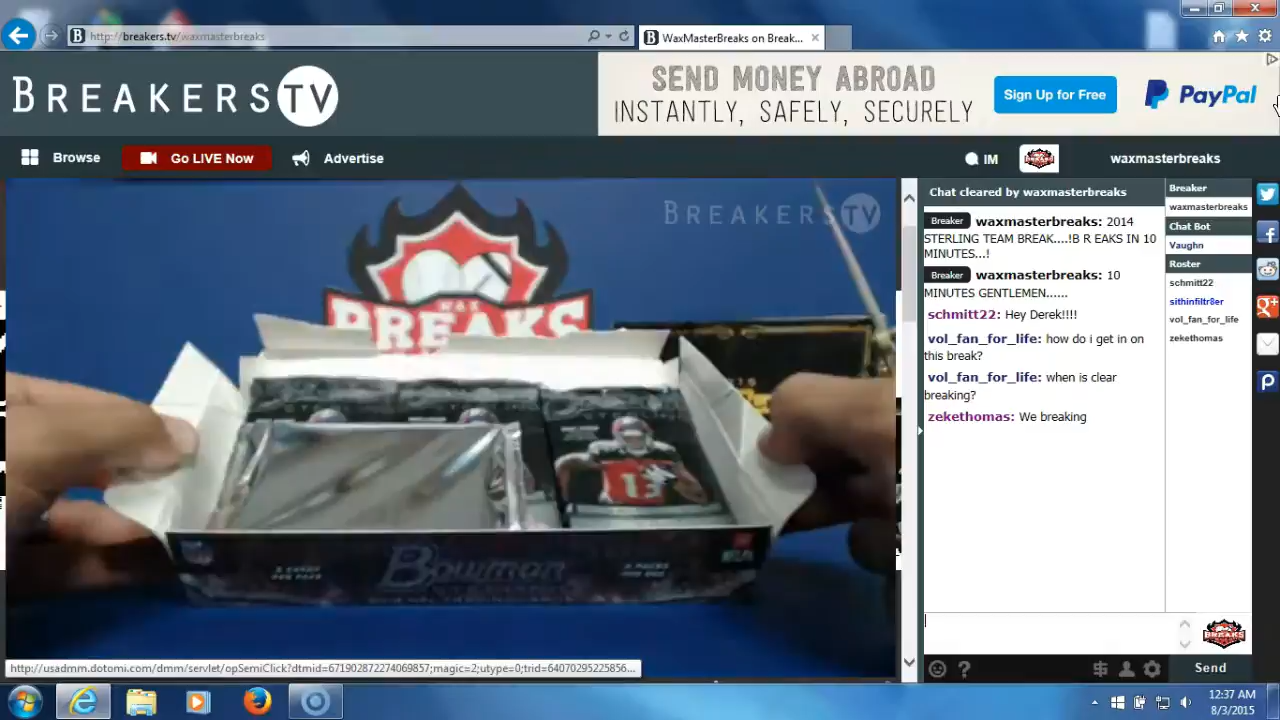 http://breakers.tv/waxmasterbreaks
WaxMasterBreaks on Break...
BREAKERS TV
SEND MONEY ABROAD
INSTANTLY, SAFELY, SECURELY
Sign Up for Free
PayPal
Browse
Go LIVE Now
Advertise
IM
waxmasterbreaks
BREAKERS TV
WAX
BREAKS
13
BOWMAN
Chat cleared by waxmasterbreaks
Breaker waxmasterbreaks: 2014
STERLING TEAM BREAK....!B R EAKS IN 10
MINUTES...!
Breaker waxmasterbreaks: 10
MINUTES GENTLEMEN......
schmitt22: Hey Derek!!!!
vol_fan_for_life: how do i get in on
this break?
vol_fan_for_life: when is clear
breaking?
zekethomas: We breaking
Breaker
waxmasterbreaks
Chat Bot
Vaughn
Roster
schmitt22
sithinfiltr8er
vol_fan_for_life
zekethomas
BREAKS
Send
http://usadmm.dotomi.com/dmm/servlet/opSemiClick?dtmid=671902872274069857;magic=2;utype=0;trid=64070295225856...
12:37 AM
8/3/2015